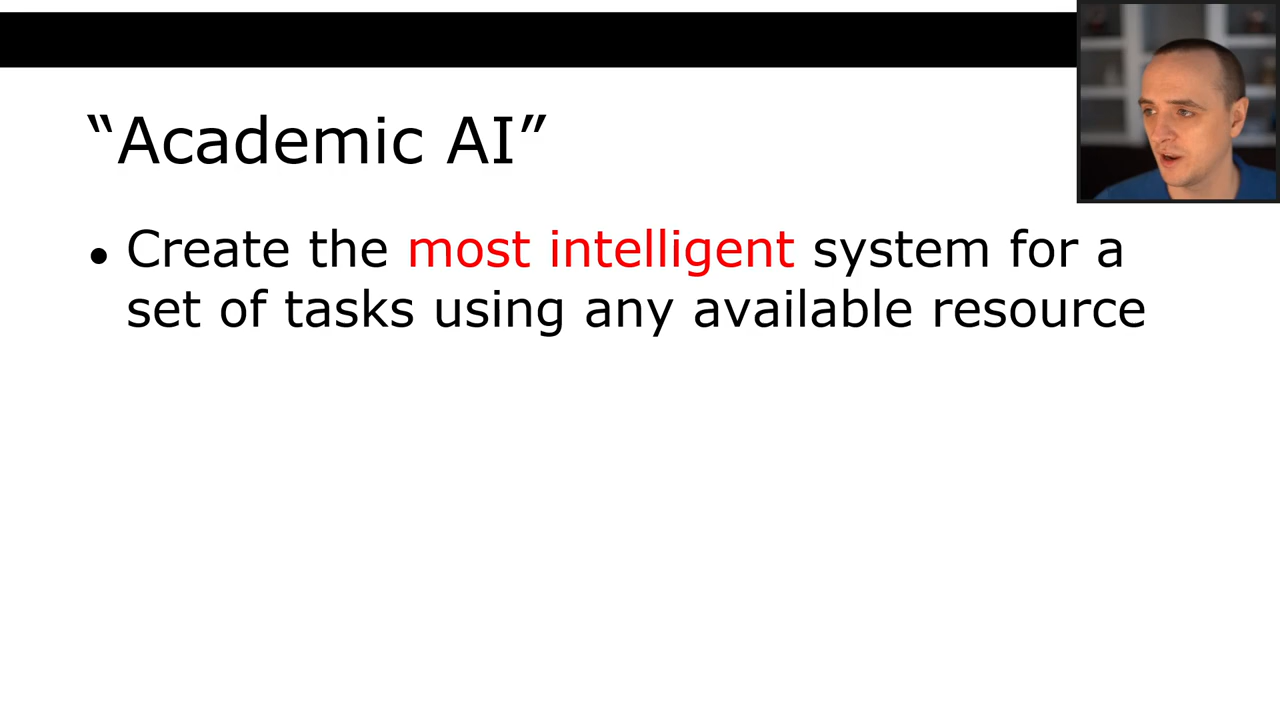 “Academic AI”
● Create the most intelligent system for a
set of tasks using any available resource